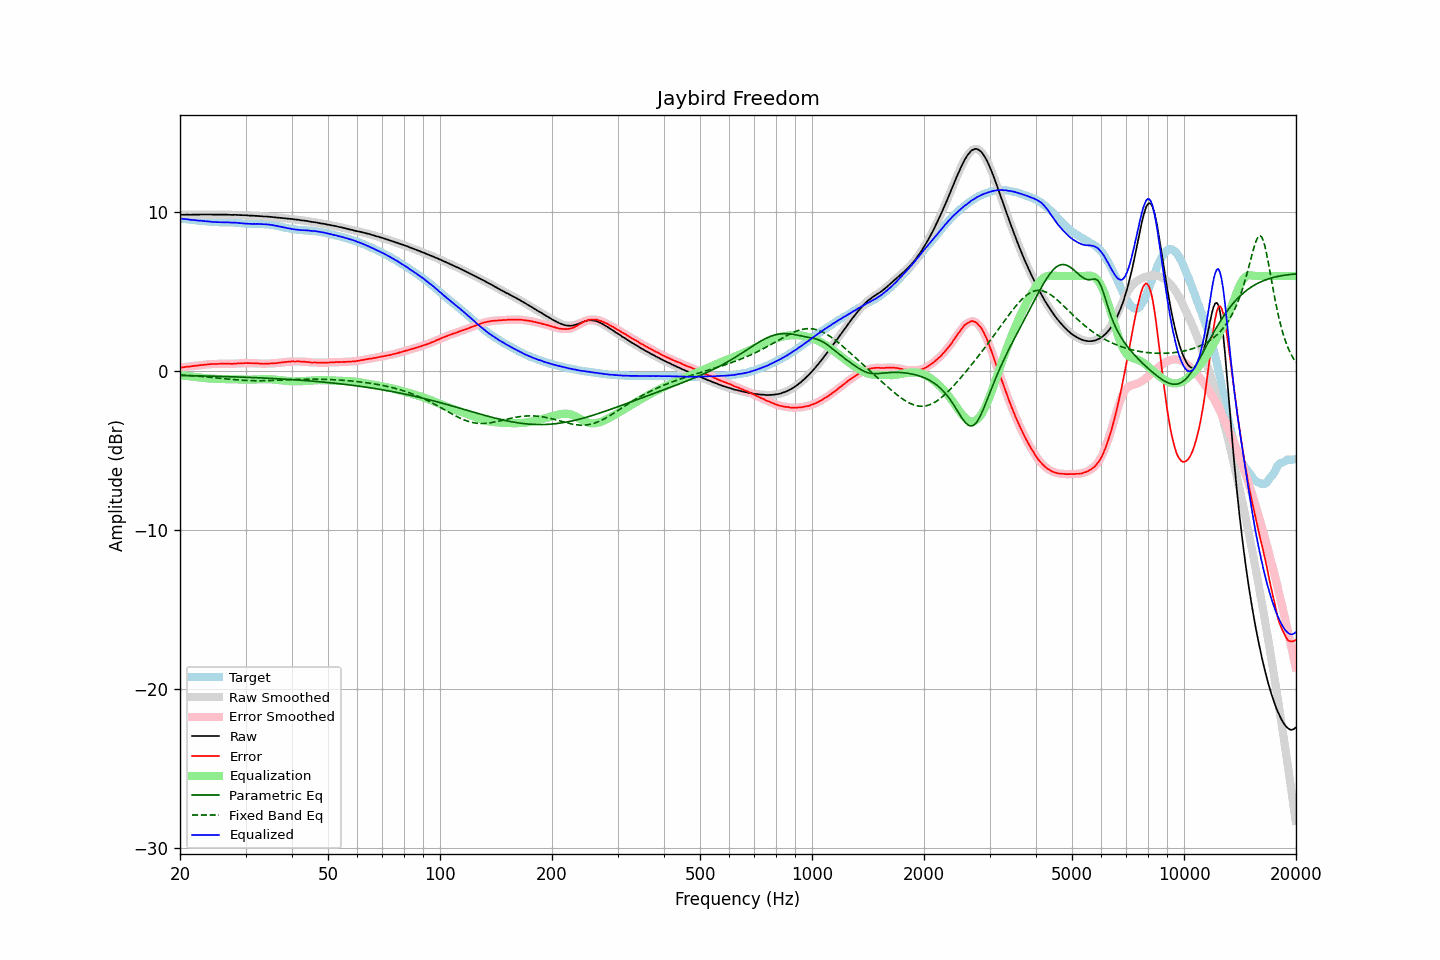 Jaybird Freedom
Amplitude (dBr)
10
0
−10
−20
−30
Target
Raw Smoothed
Error Smoothed
Raw
Error
Equalization
Parametric Eq
Fixed Band Eq
Equalized
20 50 100 200 500 1000 2000 5000 10000 20000
Frequency (Hz)